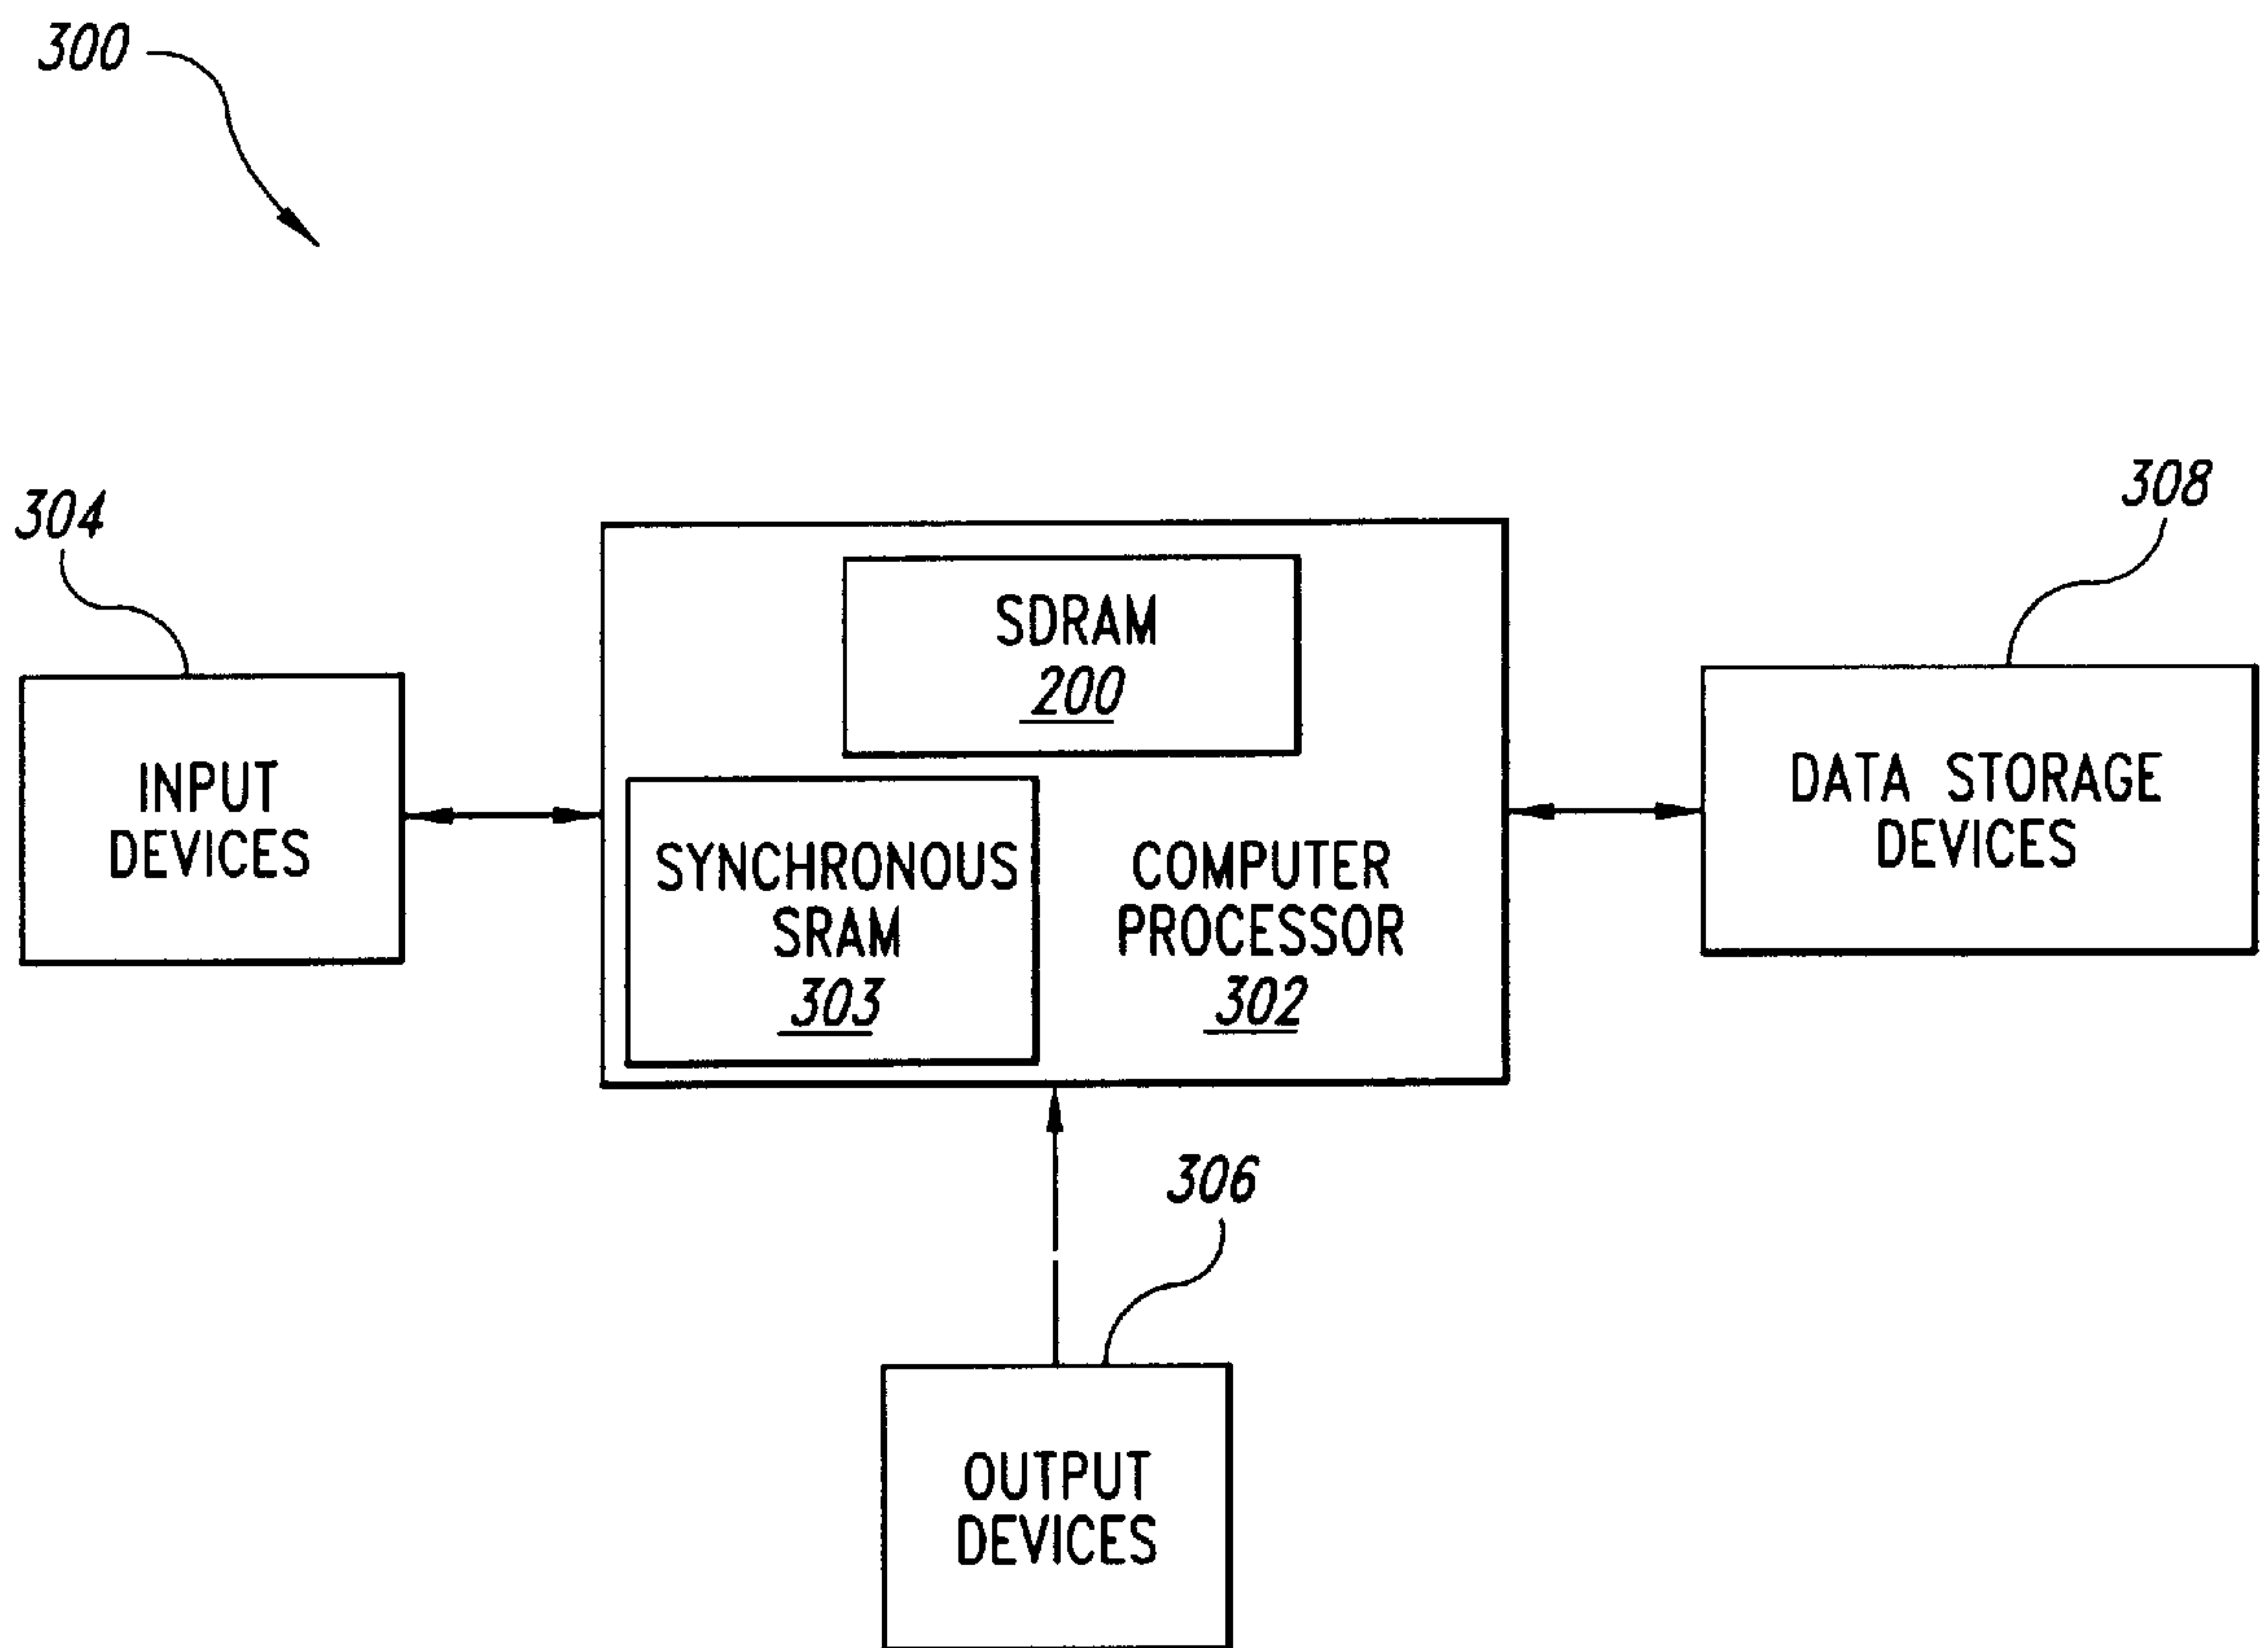 300
304
308
SDRAM
200
INPUT
DEVICES
SYNCHRONOUS
SRAM
303
COMPUTER
PROCESSOR
302
DATA STORAGE
DEVICES
306
OUTPUT
DEVICES